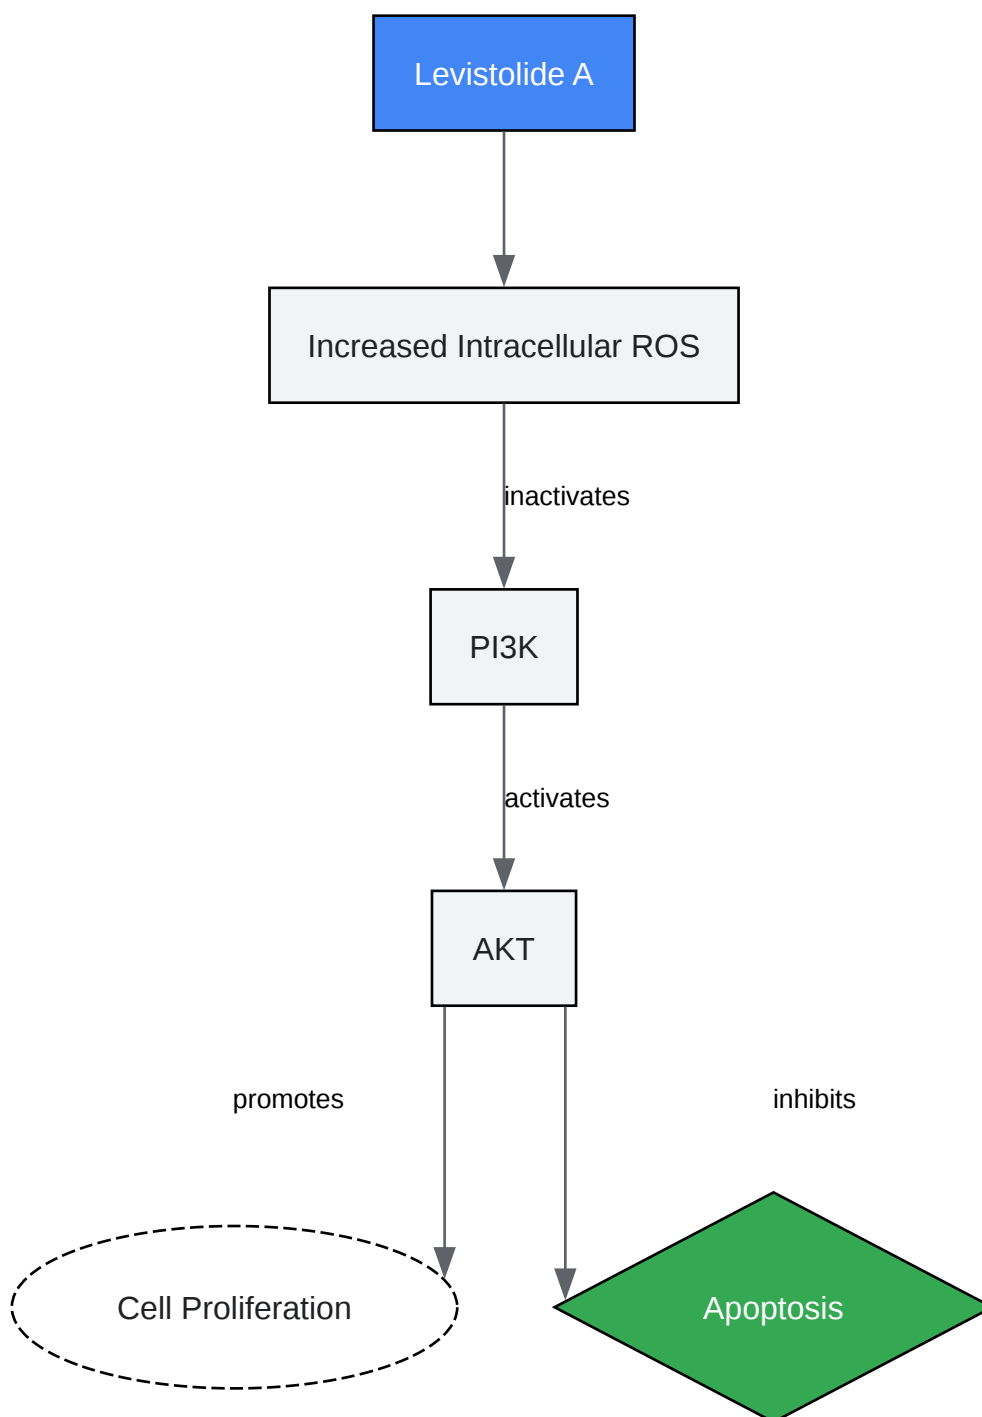 Levistolide A
Increased Intracellular ROS
inactivates
PI3K
activates
AKT
promotes
inhibits
Cell Proliferation
Apoptosis